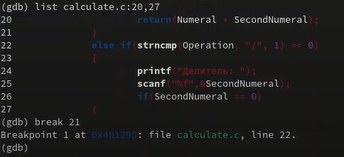 (gdb) list calculate.c:20,27
20 return(Numeral * SecondNumeral);
21 }
22 else if(strncmp(Operation, "/", 1) == 0)
23 {
24 printf("Делитель: ");
25 scanf("%f",&SecondNumeral);
26 if(SecondNumeral == 0)
27 {
(gdb) break 21
Breakpoint 1 at 0x401295: file calculate.c, line 22.
(gdb)